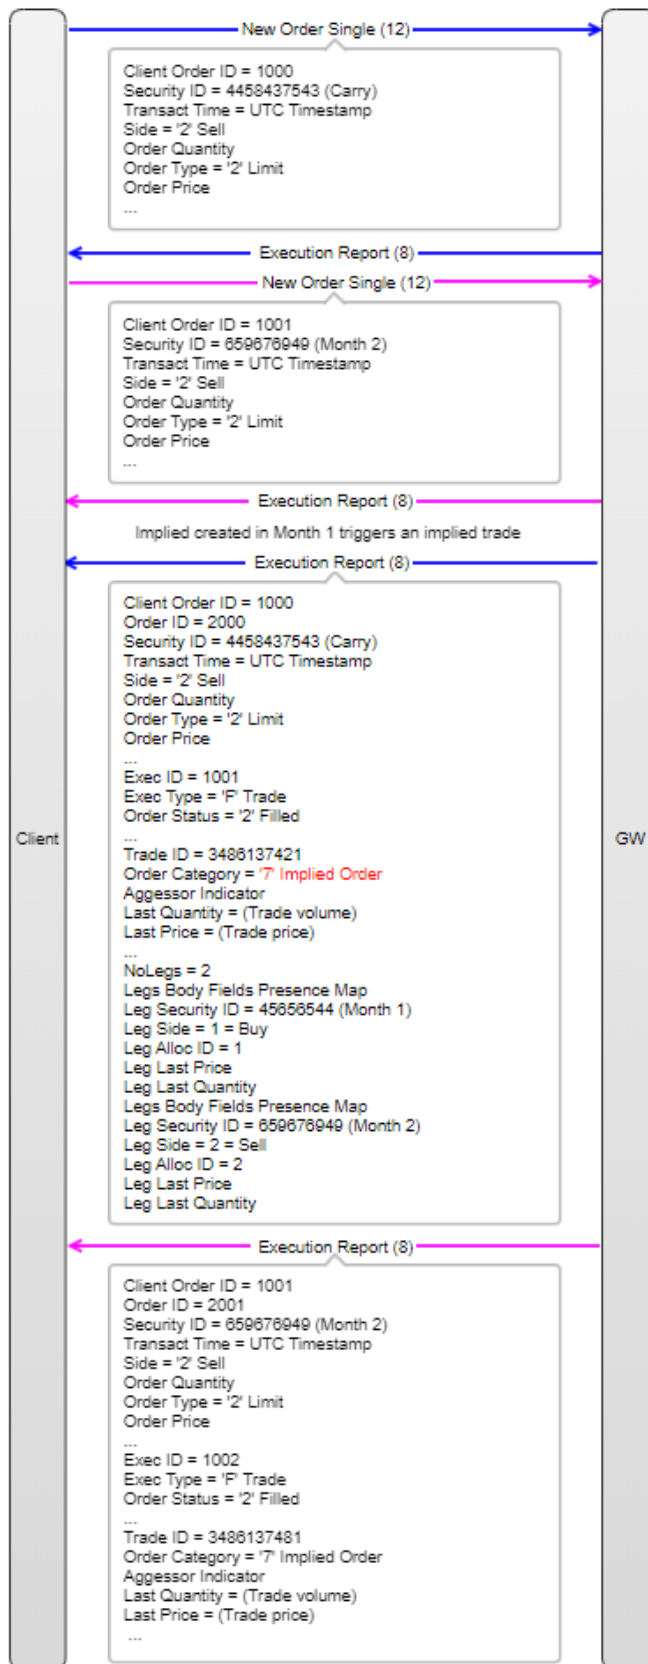 New Order Single (12)
Client Order ID = 1000
Security ID = 4458437543 (Carry)
Transact Time = UTC Timestamp
Side = '2' Sell
Order Quantity
Order Type = '2' Limit
Order Price
...
Execution Report (8)
New Order Single (12)
Client Order ID = 1001
Security ID = 659676949 (Month 2)
Transact Time = UTC Timestamp
Side = '2' Sell
Order Quantity
Order Type = '2' Limit
Order Price
...
Execution Report (8)
Implied created in Month 1 triggers an implied trade
Execution Report (8)
Client Order ID = 1000
Order ID = 2000
Security ID = 4458437543 (Carry)
Transact Time = UTC Timestamp
Side = '2' Sell
Order Quantity
Order Type = '2' Limit
Order Price
...
Exec ID = 1001
Exec Type = 'F' Trade
Order Status = '2' Filled
...
Client
GW
Trade ID = 3486137421
Order Category = '7' Implied Order
Aggessor Indicator
Last Quantity = (Trade volume)
Last Price = (Trade price)
...
NoLegs = 2
Legs Body Fields Presence Map
Leg Security ID = 45656544 (Month 1)
Leg Side = 1 = Buy
Leg Alloc ID = 1
Leg Last Price
Leg Last Quantity
Legs Body Fields Presence Map
Leg Security ID = 659676949 (Month 2)
Leg Side = 2 = Sell
Leg Alloc ID = 2
Leg Last Price
Leg Last Quantity
Execution Report (8)
Client Order ID = 1001
Order ID = 2001
Security ID = 659676949 (Month 2)
Transact Time = UTC Timestamp
Side = '2' Sell
Order Quantity
Order Type = '2' Limit
Order Price
...
Exec ID = 1002
Exec Type = 'F' Trade
Order Status = '2' Filled
...
Trade ID = 3486137481
Order Category = '7' Implied Order
Aggessor Indicator
Last Quantity = (Trade volume)
Last Price = (Trade price)
...